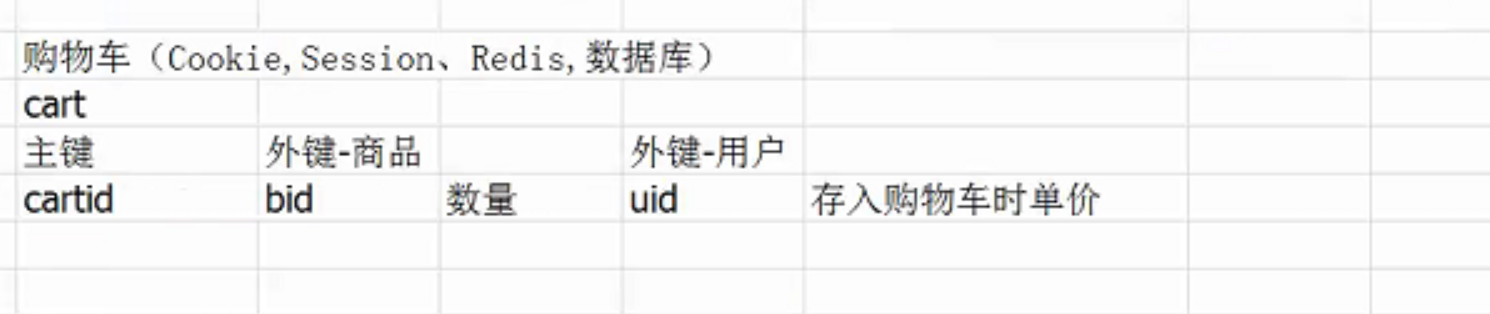 购物车（Cookie,Session、Redis,数据库）
cart
主键 外键-商品 外键-用户
cartid bid 数量 uid 存入购物车时单价